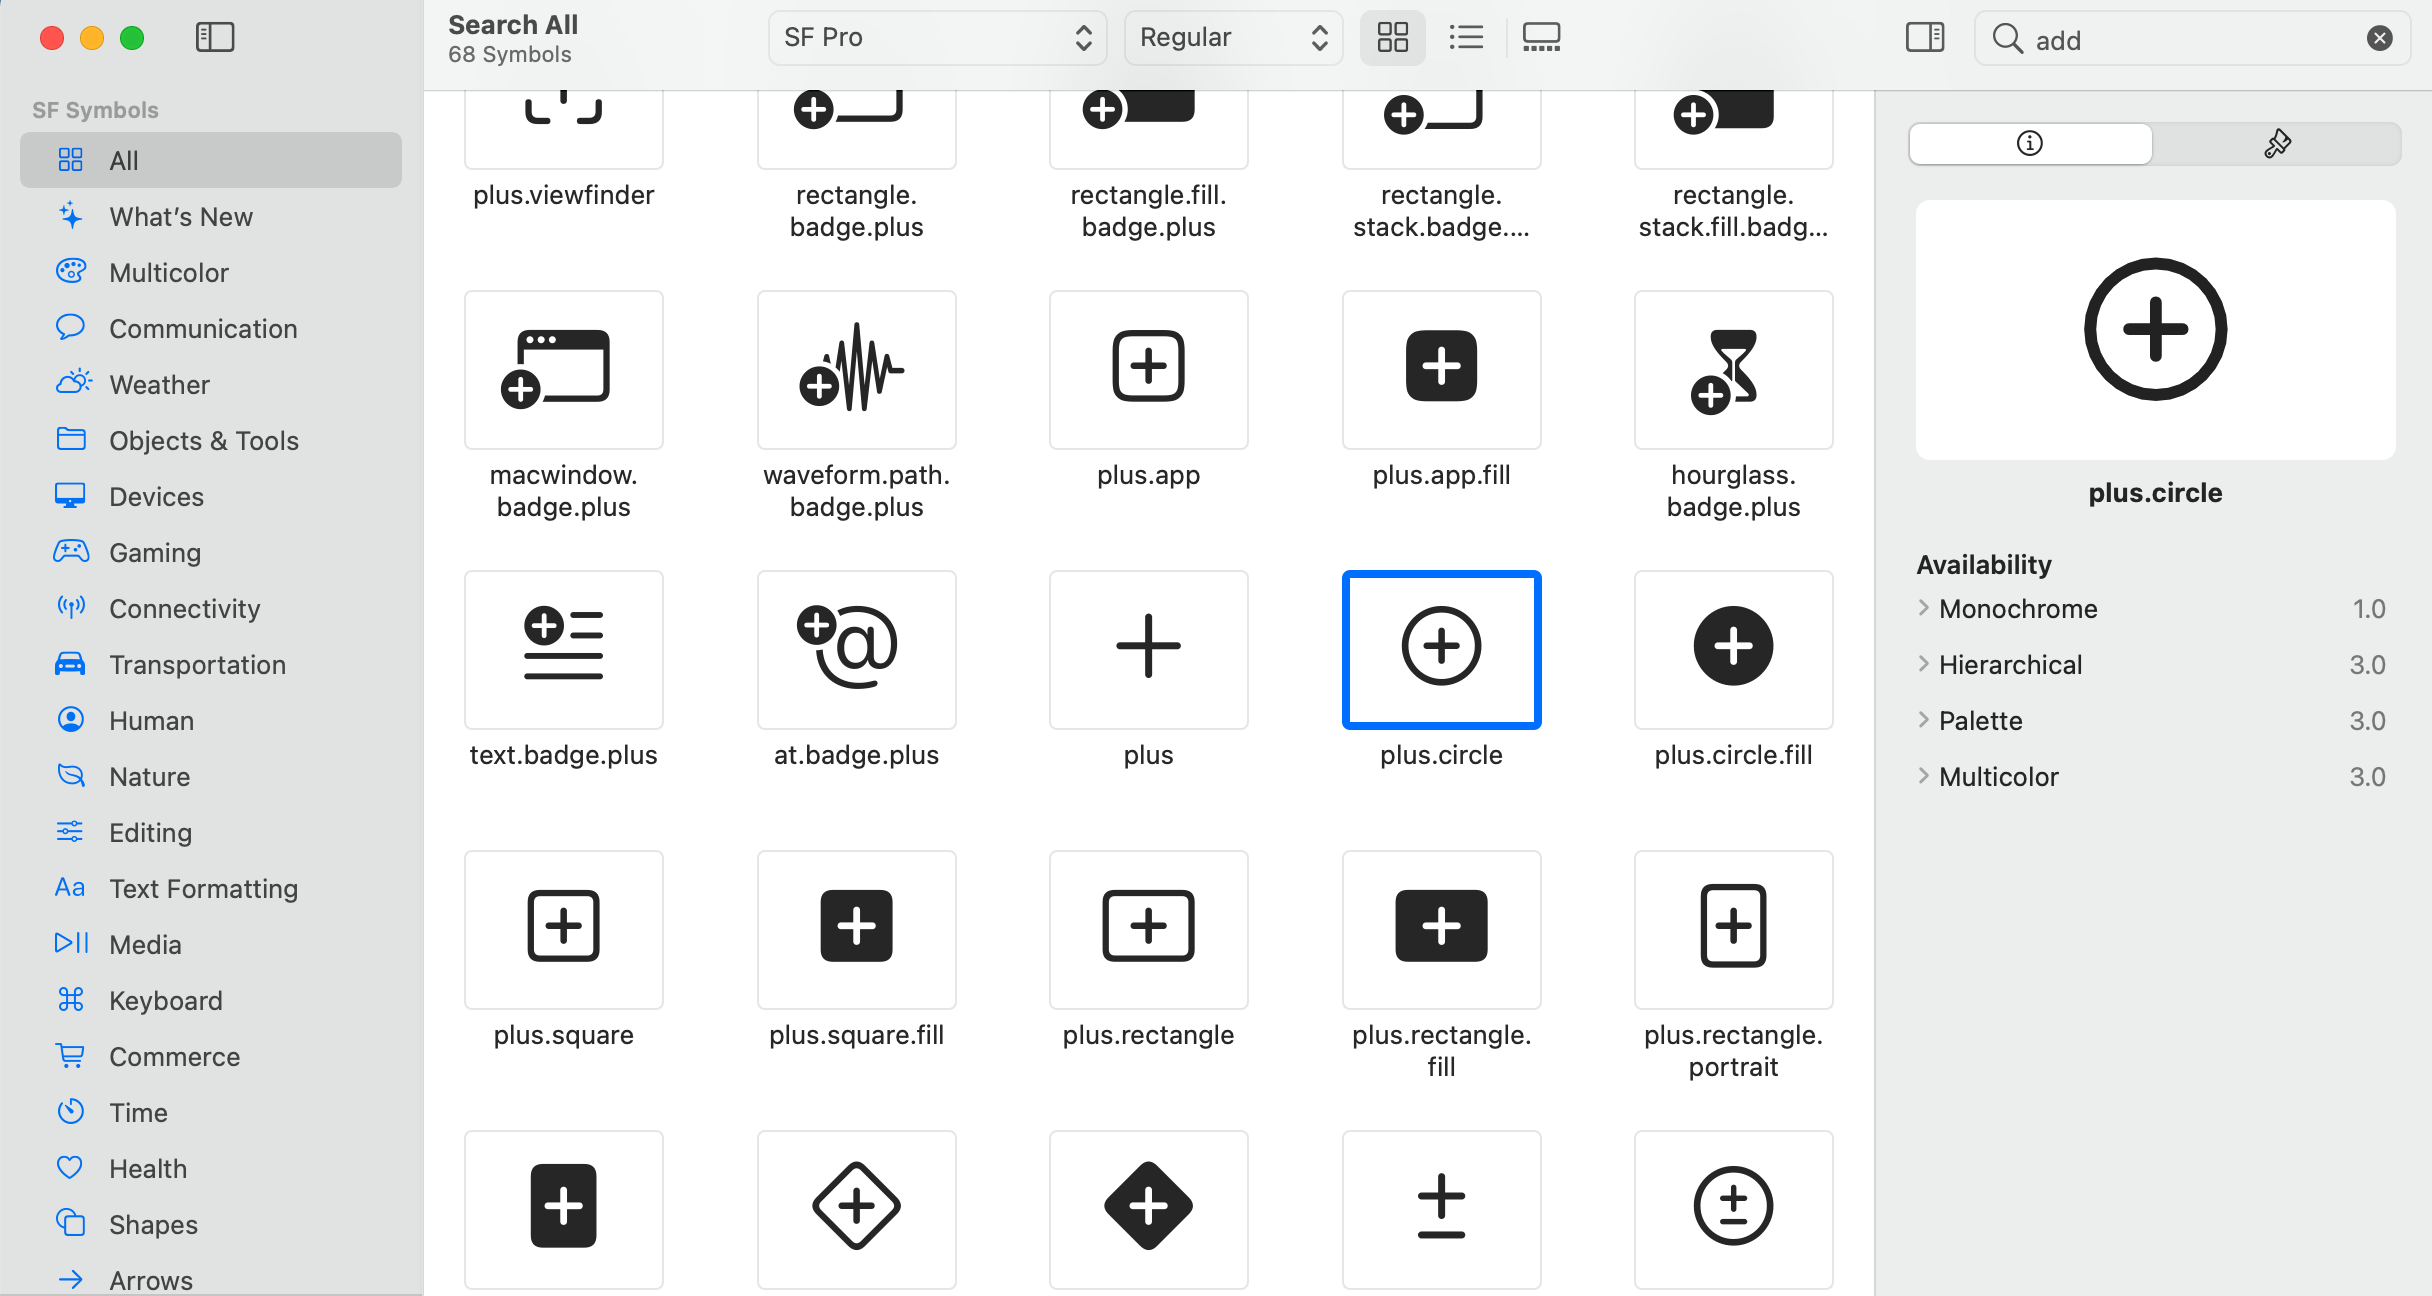 Search All
68 Symbols
SF Pro
Regular
add
SF Symbols
All
What's New
Multicolor
Communication
Weather
Objects & Tools
Devices
Gaming
Connectivity
Transportation
Human
Nature
Editing
Aa Text Formatting
Media
Keyboard
Commerce
Time
Health
Shapes
Arrows
plus.viewfinder
rectangle.
badge.plus
rectangle.fill.
badge.plus
rectangle.
stack.badge....
rectangle.
stack.fill.badg...
macwindow.
badge.plus
waveform.path.
badge.plus
plus.app
plus.app.fill
hourglass.
badge.plus
text.badge.plus
@
at.badge.plus
plus
plus.circle
plus.circle.fill
plus.square
plus.square.fill
plus.rectangle
plus.rectangle.
fill
plus.rectangle.
portrait
plus.circle
Availability
Monochrome 1.0
Hierarchical 3.0
Palette 3.0
Multicolor 3.0